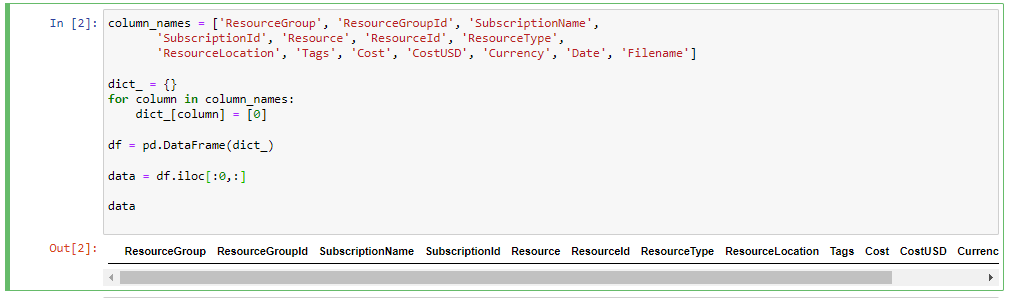 In [2]: column_names = ['ResourceGroup', 'ResourceGroupId', 'SubscriptionName',
'SubscriptionId', 'Resource', 'ResourceId', 'ResourceType',
'ResourceLocation', 'Tags', 'Cost', 'CostUSD', 'Currency', 'Date', 'Filename']
dict_ = {}
for column in column_names:
dict_[column] = [0]
df = pd.DataFrame(dict_)
data = df.iloc[:0,:]
data
Out[2]: ResourceGroup ResourceGroupId SubscriptionName SubscriptionId Resource ResourceId ResourceType ResourceLocation Tags Cost CostUSD Currenc